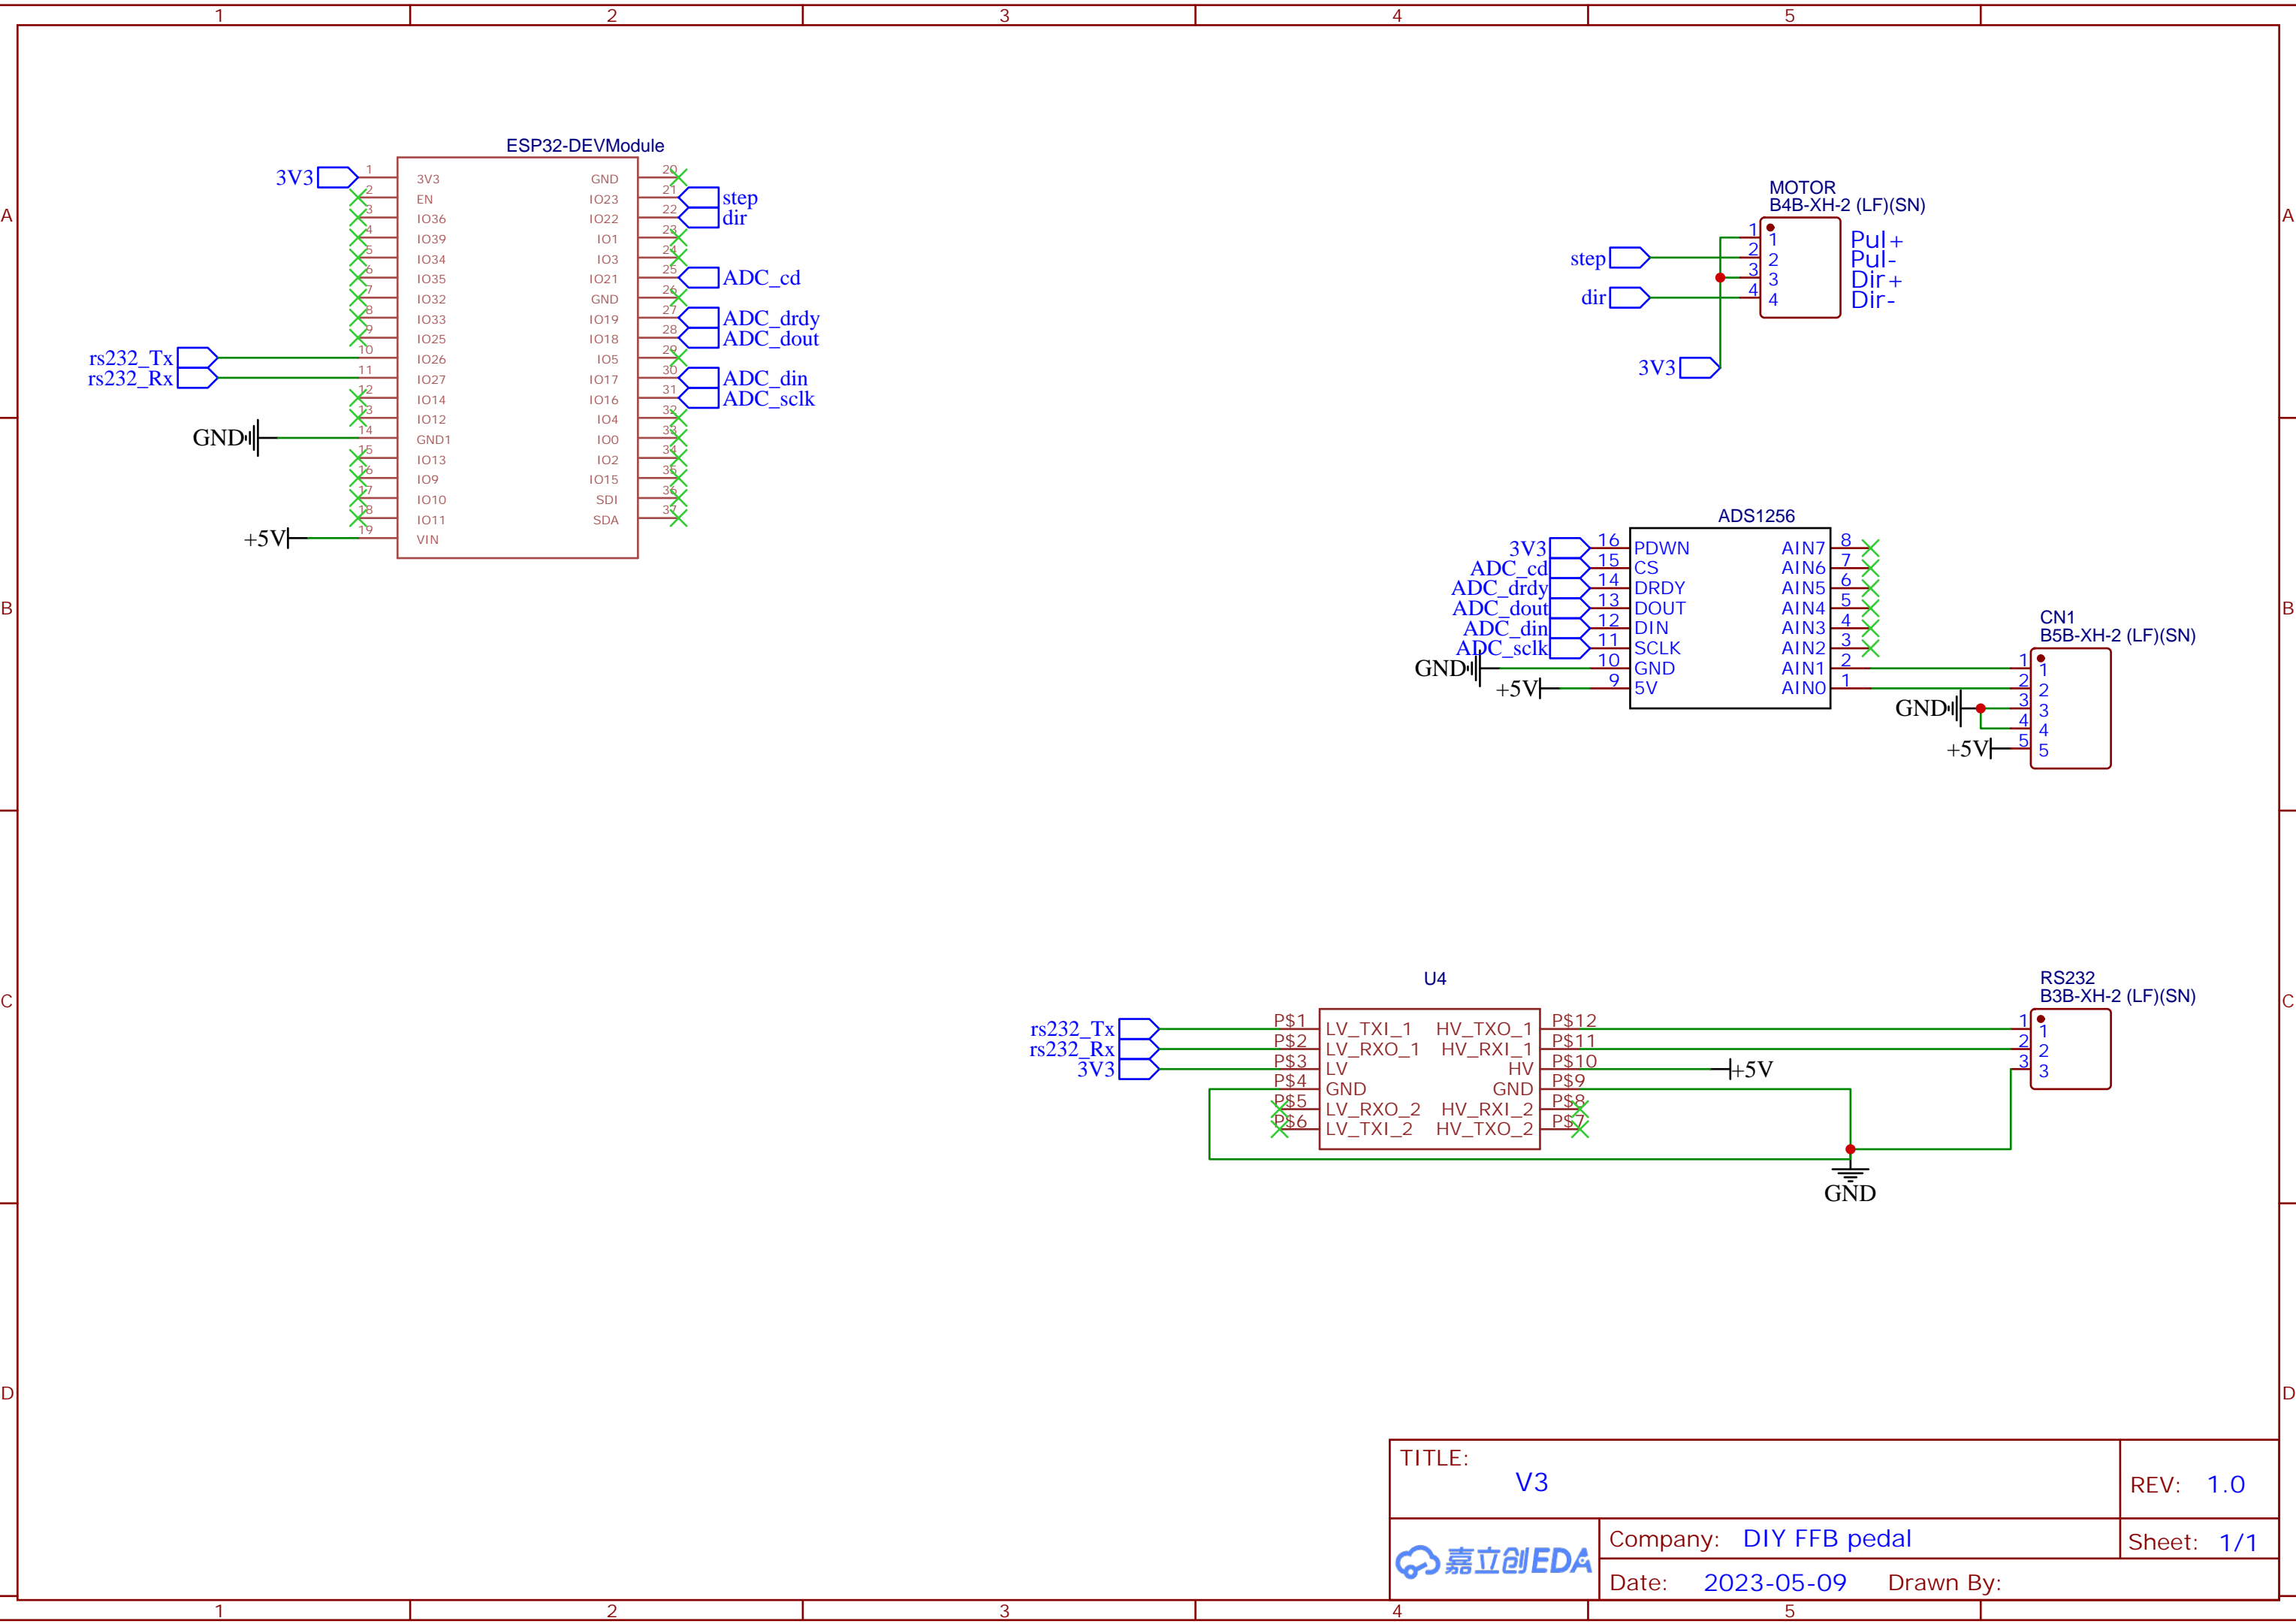 1 2 3 4 5
A A
B B
C C
D D
ESP32-DEVModule
3V3 1 3V3 GND 20
2 EN IO23 21 step
3 IO36 IO22 22 dir
4 IO39 IO1 23
5 IO34 IO3 24
6 IO35 IO21 25 ADC_cd
7 IO32 GND 26
8 IO33 IO19 27 ADC_drdy
9 IO25 IO18 28 ADC_dout
rs232_Tx 10 IO26 IO5 29
rs232_Rx 11 IO27 IO17 30 ADC_din
12 IO14 IO16 31 ADC_sclk
13 IO12 IO4 32
GND 14 GND1 IO0 33
15 IO13 IO2 34
16 IO9 IO15 35
17 IO10 SDI 36
18 IO11 SDA 37
+5V 19 VIN
MOTOR
B4B-XH-2 (LF)(SN)
1 1 Pul+
step 2 2 Pul-
3 3 Dir+
dir 4 4 Dir-
3V3
ADS1256
3V3 16 PDWN AIN7 8
ADC_cd 15 CS AIN6 7
ADC_drdy 14 DRDY AIN5 6
ADC_dout 13 DOUT AIN4 5
ADC_din 12 DIN AIN3 4
ADC_sclk 11 SCLK AIN2 3
GND 10 GND AIN1 2
+5V 9 5V AIN0 1
CN1
B5B-XH-2 (LF)(SN)
1 1
2 2
GND 3 3
4 4
+5V 5 5
U4
rs232_Tx P$1 LV_TXI_1 HV_TXO_1 P$12
rs232_Rx P$2 LV_RXO_1 HV_RXI_1 P$11
3V3 P$3 LV HV P$10 +5V
P$4 GND GND P$9
P$5 LV_RXO_2 HV_RXI_2 P$8
P$6 LV_TXI_2 HV_TXO_2 P$7
GND
RS232
B3B-XH-2 (LF)(SN)
1 1
2 2
3 3
TITLE:
V3
REV: 1.0
嘉立创EDA
Company: DIY FFB pedal
Sheet: 1/1
Date: 2023-05-09 Drawn By:
1 2 3 4 5